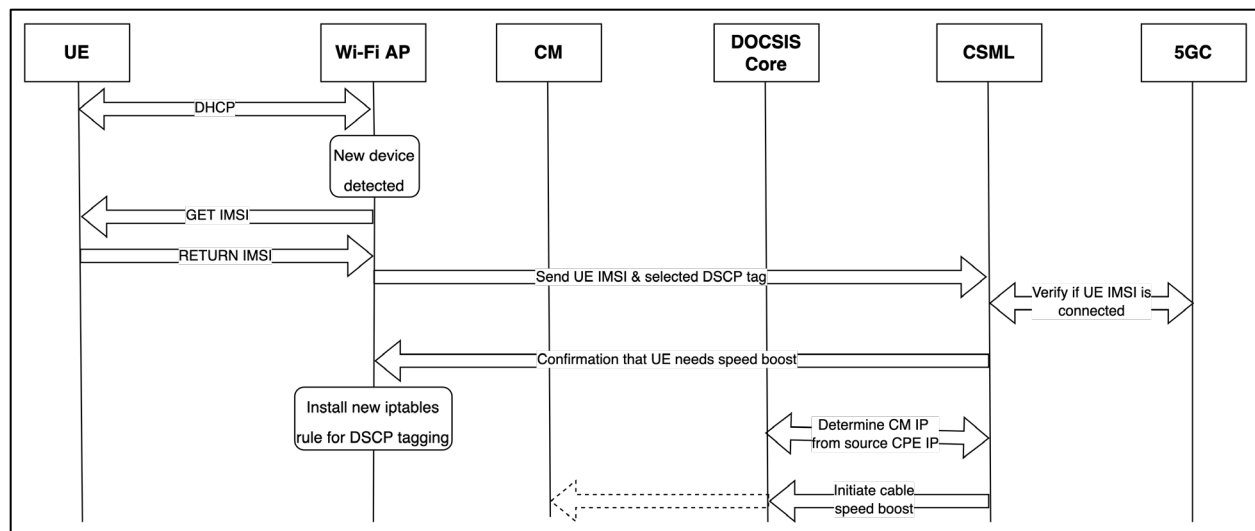 UE
Wi-Fi AP
CM
DOCSIS
Core
CSML
5GC
DHCP
New device
detected
GET IMSI
RETURN IMSI
Send UE IMSI & selected DSCP tag
Verify if UE IMSI is
connected
Confirmation that UE needs speed boost
Install new iptables
rule for DSCP tagging
Determine CM IP
from source CPE IP
Initiate cable
speed boost